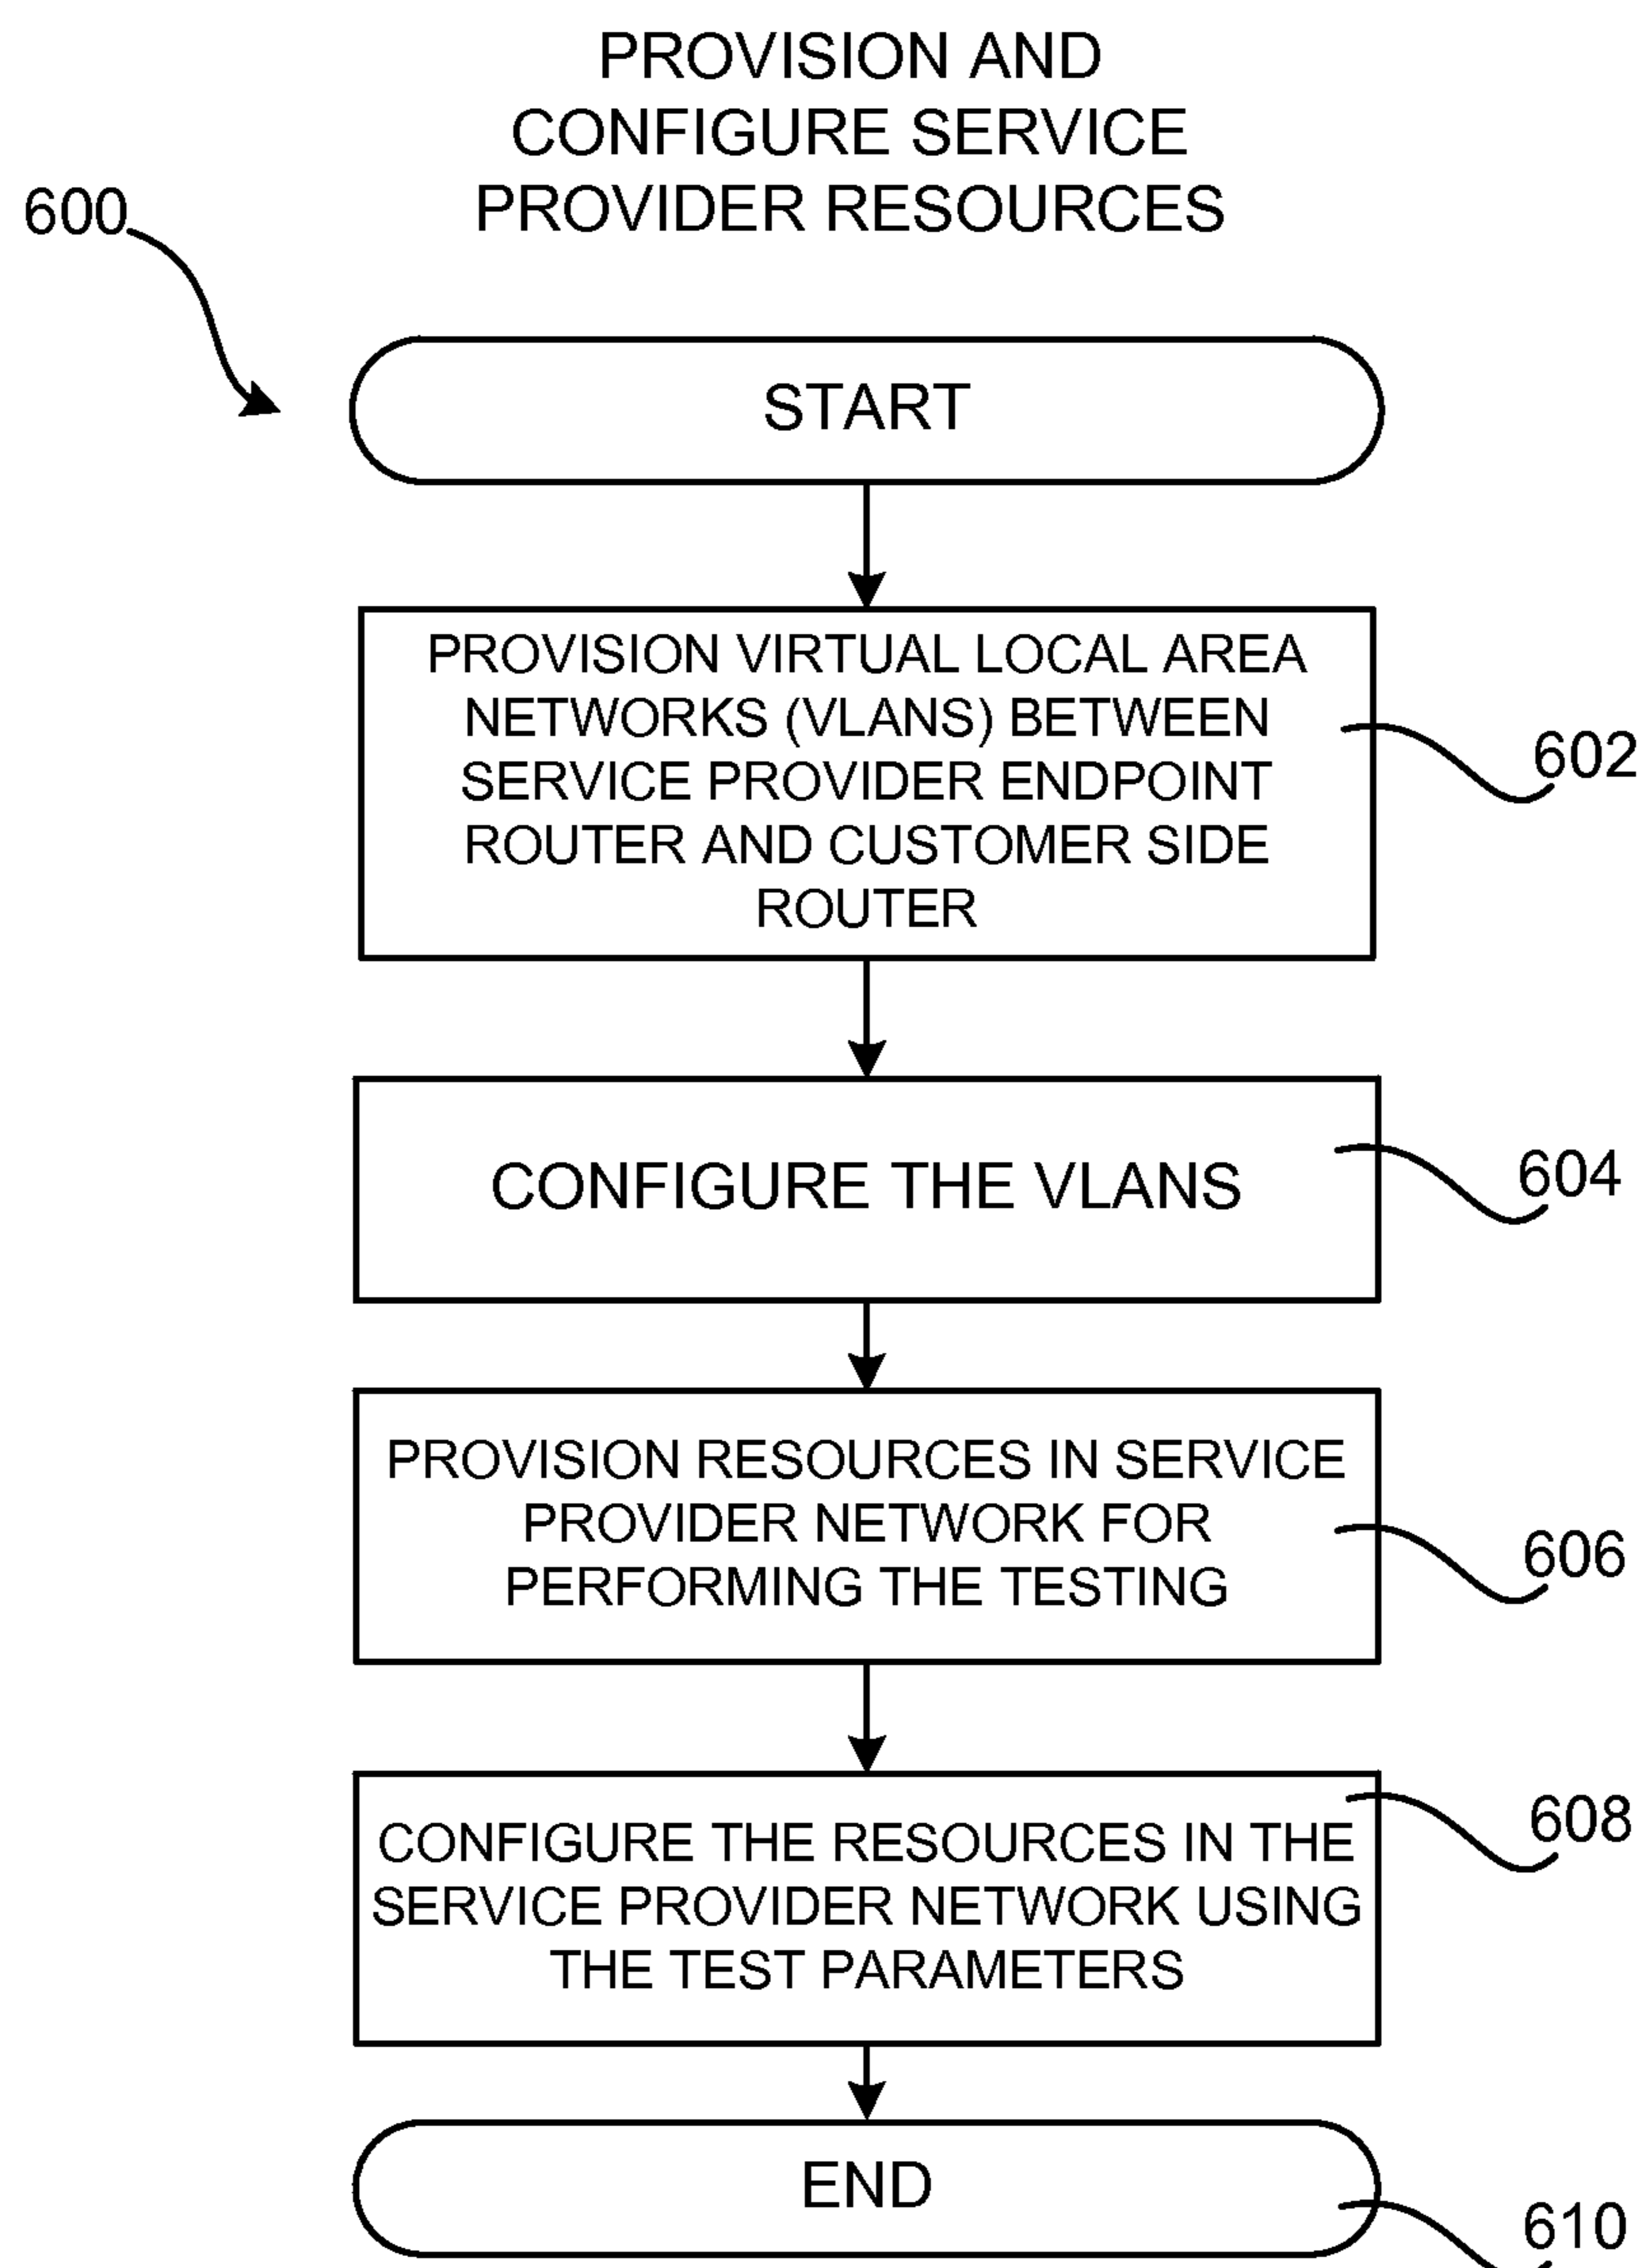 PROVISION AND
CONFIGURE SERVICE
PROVIDER RESOURCES
600
START
PROVISION VIRTUAL LOCAL AREA
NETWORKS (VLANS) BETWEEN
SERVICE PROVIDER ENDPOINT
ROUTER AND CUSTOMER SIDE
ROUTER
602
CONFIGURE THE VLANS
604
PROVISION RESOURCES IN SERVICE
PROVIDER NETWORK FOR
PERFORMING THE TESTING
606
CONFIGURE THE RESOURCES IN THE
SERVICE PROVIDER NETWORK USING
THE TEST PARAMETERS
608
END
610